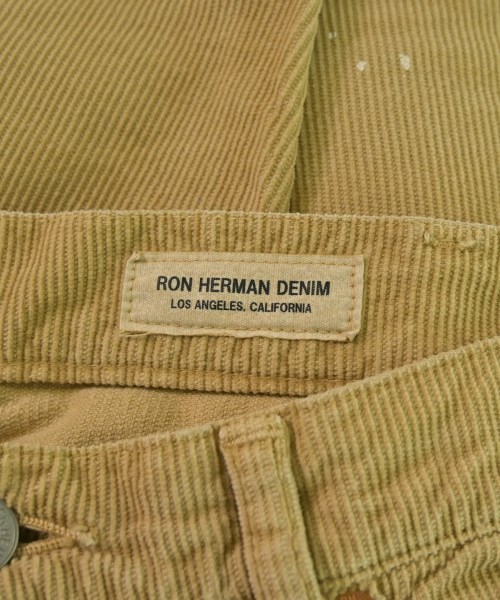 RON HERMAN DENIM
LOS ANGELES, CALIFORNIA